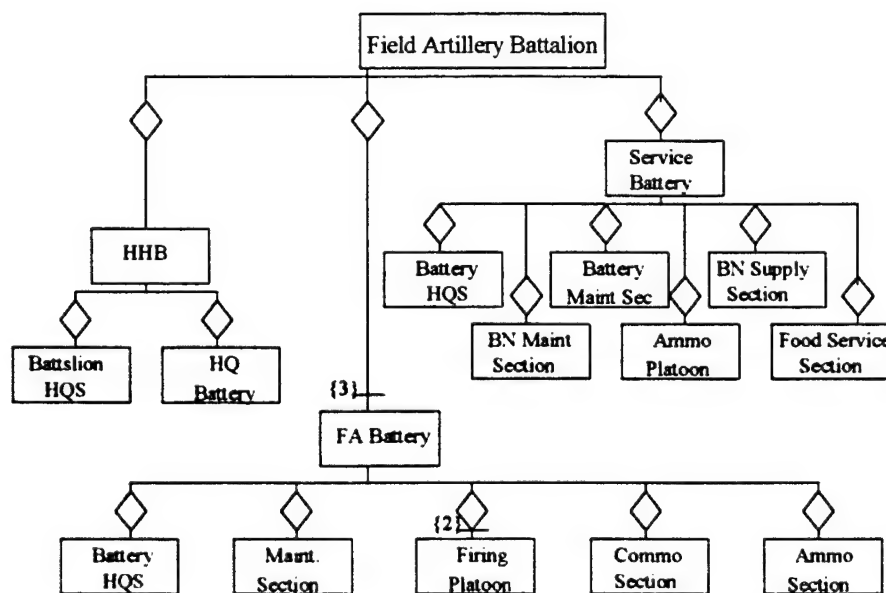 Field Artillery Battalion
Service
Battery
HHB
Battery
HQS
Battery
Maint Sec
BN Supply
Section
BN Maint
Section
Ammo
Platoon
Food Service
Section
Battslion
HQS
HQ
Battery
{3}
FA Battery
{2}
Battery
HQS
Maint.
Section
Firing
Platoon
Commo
Section
Ammo
Section